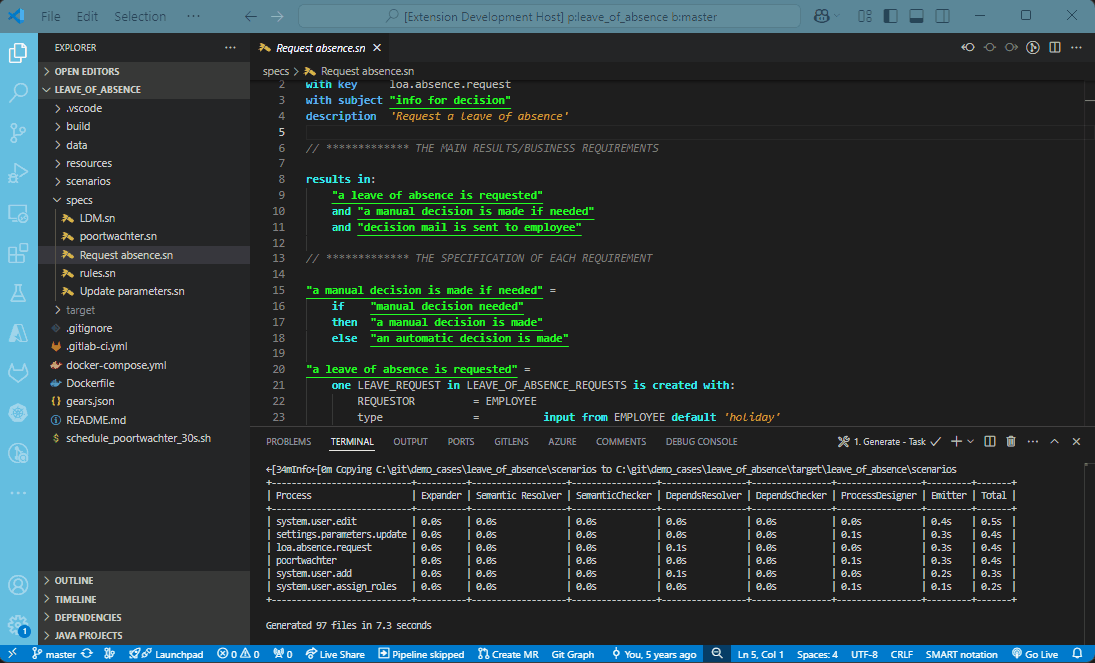 File Edit Selection ··· [Extension Development Host] p:leave_of_absence b:master
EXPLORER ···
OPEN EDITORS
LEAVE_OF_ABSENCE
.vscode
build
data
resources
scenarios
specs
LDM.sn
poortwachter.sn
Request absence.sn
rules.sn
Update parameters.sn
target
.gitignore
.gitlab-ci.yml
docker-compose.yml
Dockerfile
{} gears.json
README.md
$ schedule_poortwachter_30s.sh
OUTLINE
TIMELINE
DEPENDENCIES
JAVA PROJECTS
1
Request absence.sn
specs > Request absence.sn
2 with key loa.absence.request
3 with subject "info for decision"
4 description 'Request a leave of absence'
5
6 // ************* THE MAIN RESULTS/BUSINESS REQUIREMENTS
7
8 results in:
9 "a leave of absence is requested"
10 and "a manual decision is made if needed"
11 and "decision mail is sent to employee"
12
13 // ************* THE SPECIFICATION OF EACH REQUIREMENT
14
15 "a manual decision is made if needed" =
16 if "manual decision needed"
17 then "a manual decision is made"
18 else "an automatic decision is made"
19
20 "a leave of absence is requested" =
21 one LEAVE_REQUEST in LEAVE_OF_ABSENCE_REQUESTS is created with:
22 REQUESTOR = EMPLOYEE
23 type = input from EMPLOYEE default 'holiday'
PROBLEMS TERMINAL OUTPUT PORTS GITLENS AZURE COMMENTS DEBUG CONSOLE 1. Generate - Task
←[34mInfo←[0m Copying C:\git\demo_cases\leave_of_absence\scenarios to C:\git\demo_cases\leave_of_absence\target\leave_of_absence\scenarios
| Process | Expander | Semantic Resolver | SemanticChecker | DependsResolver | DependsChecker | ProcessDesigner | Emitter | Total |
| system.user.edit | 0.0s | 0.0s | 0.0s | 0.0s | 0.0s | 0.0s | 0.4s | 0.5s |
| settings.parameters.update | 0.0s | 0.0s | 0.0s | 0.0s | 0.0s | 0.1s | 0.3s | 0.4s |
| loa.absence.request | 0.0s | 0.0s | 0.0s | 0.1s | 0.0s | 0.0s | 0.3s | 0.4s |
| poortwachter | 0.0s | 0.0s | 0.0s | 0.0s | 0.0s | 0.1s | 0.3s | 0.4s |
| system.user.add | 0.0s | 0.0s | 0.0s | 0.1s | 0.0s | 0.0s | 0.2s | 0.3s |
| system.user.assign_roles | 0.0s | 0.0s | 0.0s | 0.0s | 0.0s | 0.1s | 0.1s | 0.2s |
Generated 97 files in 7.3 seconds
master Launchpad 0 0 0 Live Share Pipeline skipped Create MR Git Graph You, 5 years ago Ln 5, Col 1 Spaces: 4 UTF-8 CRLF SMART notation Go Live